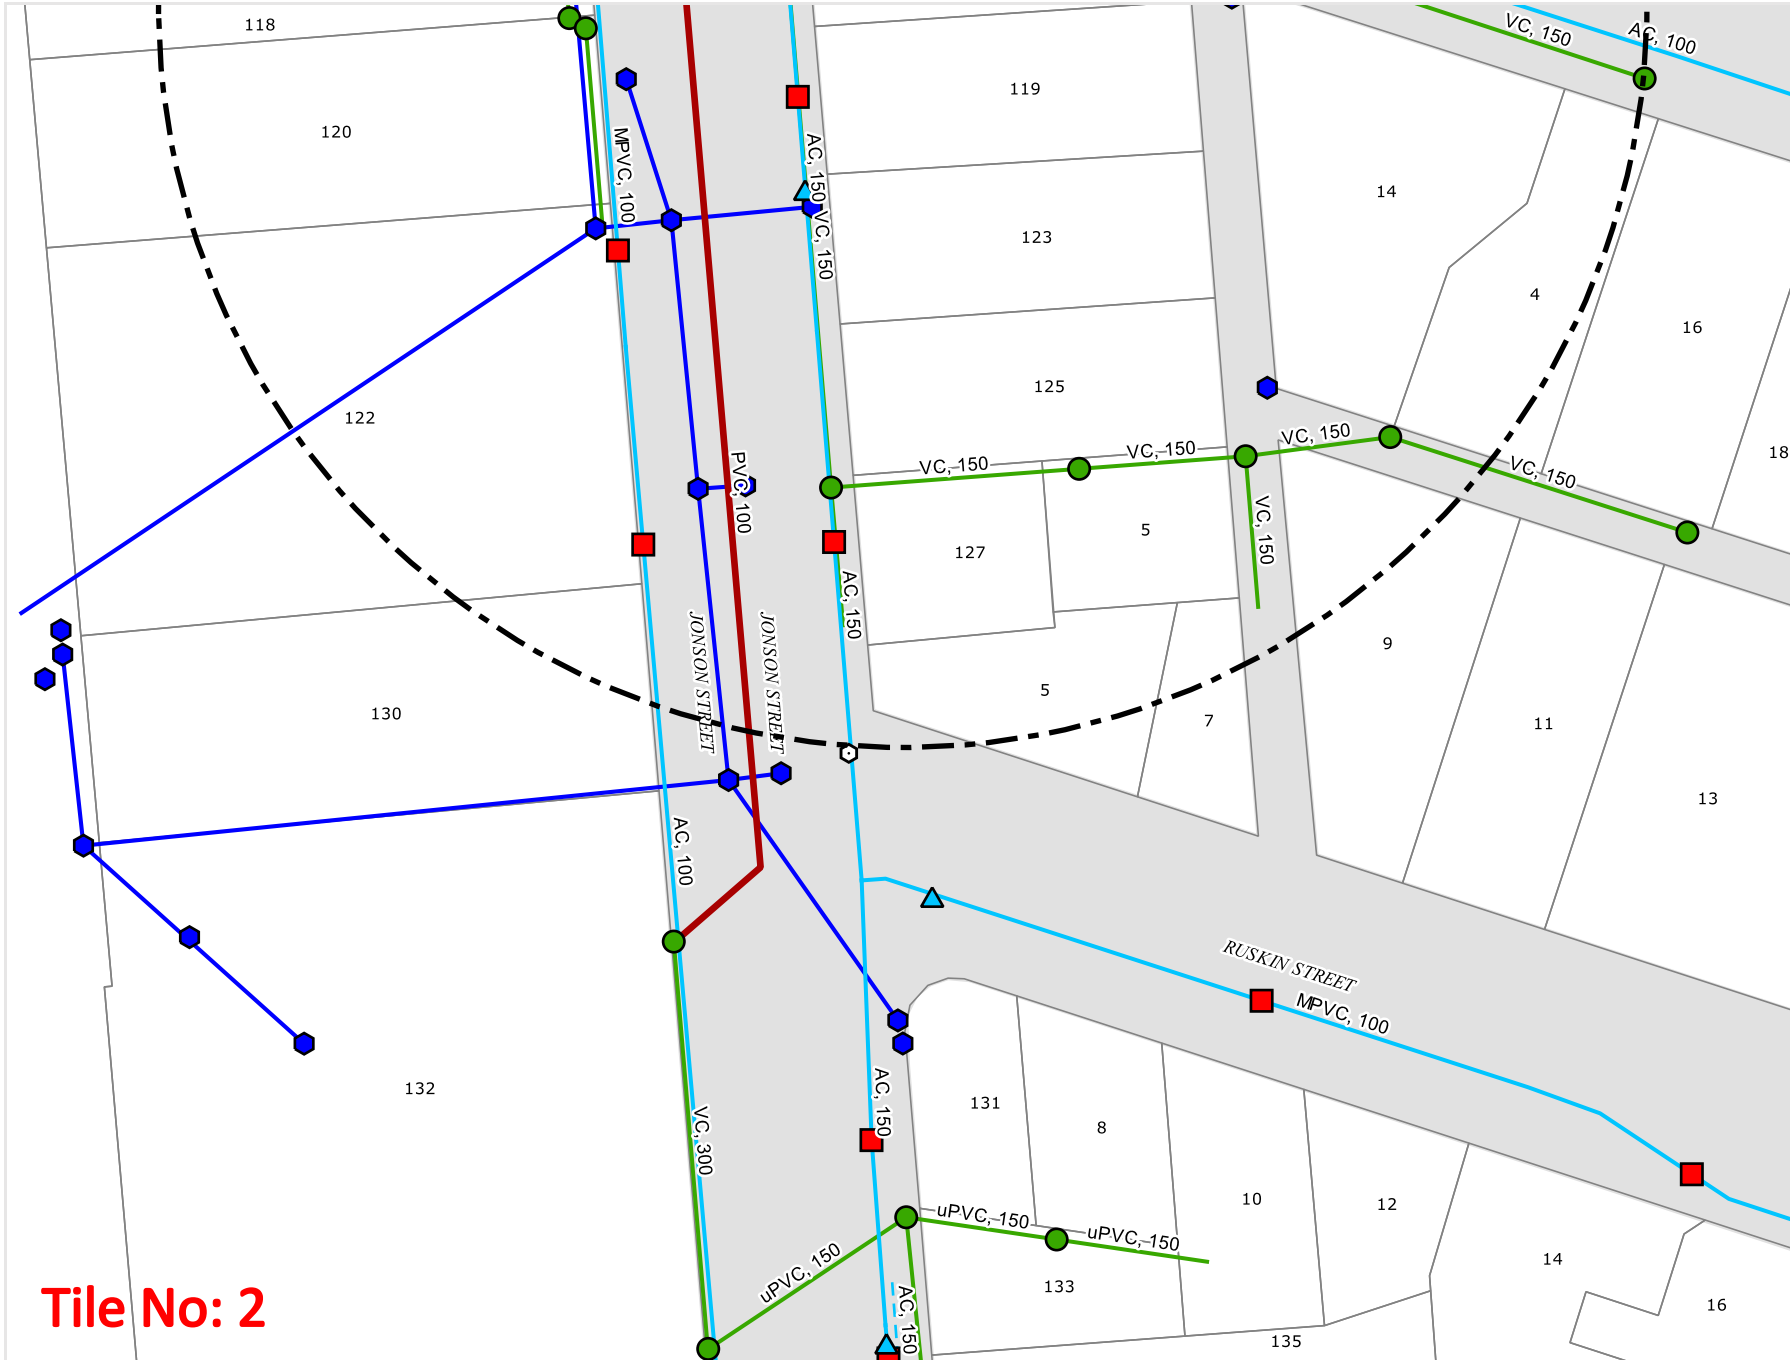 118
VC, 150
AC, 100
119
120
MPVC, 100
AC, 150
14
VC, 150
123
4
16
125
122
VC, 150
VC, 150
VC, 150
VC, 150
18
PVC, 100
VC, 150
127
5
AC, 150
JONSON STREET
JONSON STREET
9
5
130
7
11
13
AC, 100
RUSKIN STREET
MPVC, 100
132
AC, 150
131
8
VC, 300
10
12
uPVC, 150
uPVC, 150
14
uPVC, 150
133
AC, 150
16
135
Tile No: 2